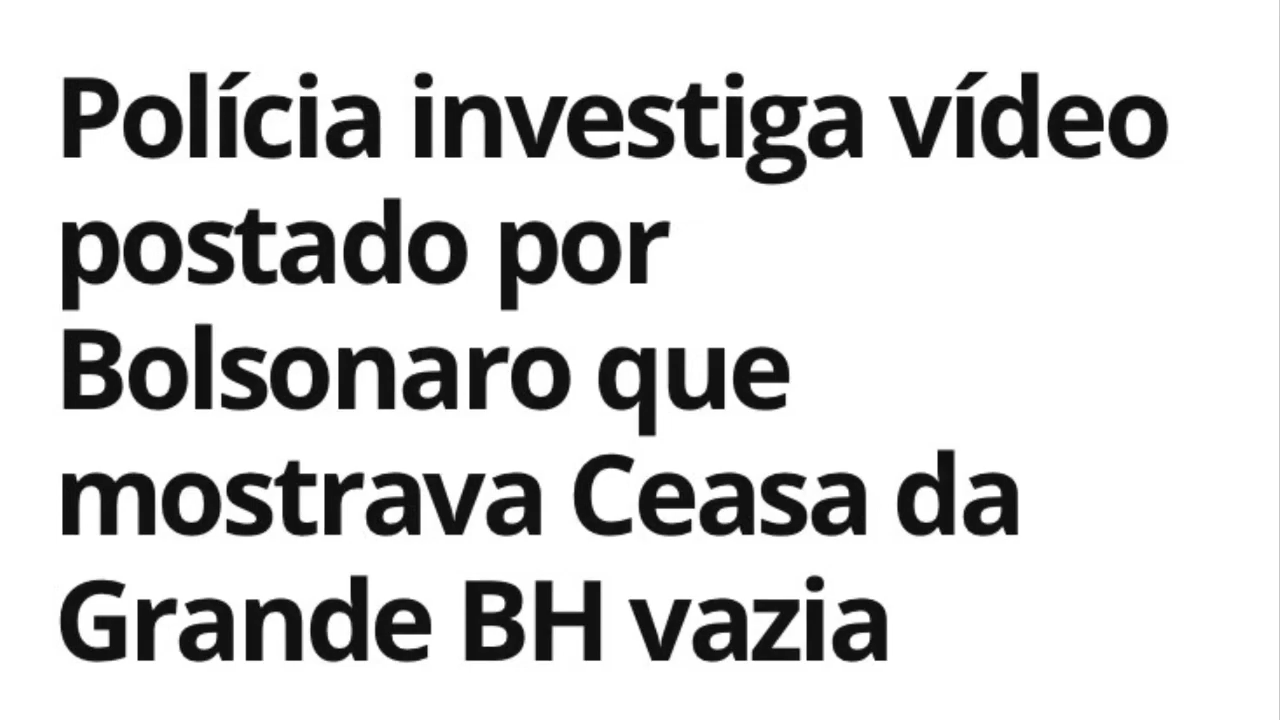 Polícia investiga vídeo
postado por
Bolsonaro que
mostrava Ceasa da
Grande BH vazia